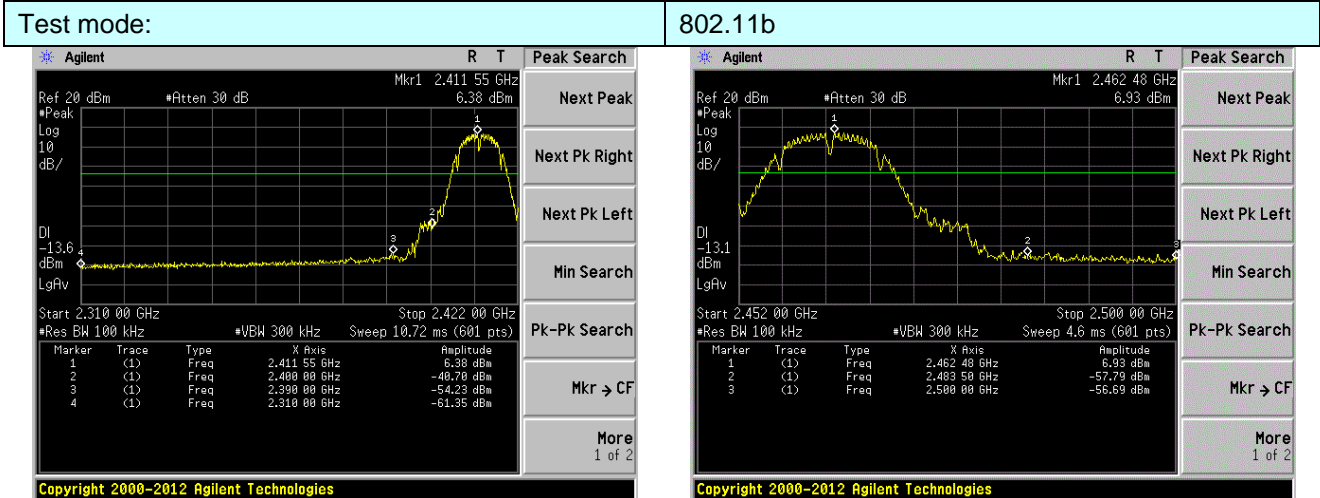 Test mode: 802.11b
Agilent R T Peak Search
Mkr1 2.411 55 GHz
Ref 20 dBm #Atten 30 dB 6.38 dBm
#Peak
Log
10
dB/
DI
-13.6
dBm
LgAv
1
2
3
4
Start 2.310 00 GHz Stop 2.422 00 GHz
#Res BW 100 kHz #VBW 300 kHz Sweep 10.72 ms (601 pts)
Marker Trace Type X Axis Amplitude
1 (1) Freq 2.411 55 GHz 6.38 dBm
2 (1) Freq 2.400 00 GHz -40.70 dBm
3 (1) Freq 2.390 00 GHz -54.23 dBm
4 (1) Freq 2.310 00 GHz -61.35 dBm
Next Peak
Next Pk Right
Next Pk Left
Min Search
Pk-Pk Search
Mkr → CF
More
1 of 2
Copyright 2000-2012 Agilent Technologies
Agilent R T Peak Search
Mkr1 2.462 48 GHz
Ref 20 dBm #Atten 30 dB 6.93 dBm
#Peak
Log
10
dB/
DI
-13.1
dBm
LgAv
1
2
3
Start 2.452 00 GHz Stop 2.500 00 GHz
#Res BW 100 kHz #VBW 300 kHz Sweep 4.6 ms (601 pts)
Marker Trace Type X Axis Amplitude
1 (1) Freq 2.462 48 GHz 6.93 dBm
2 (1) Freq 2.483 50 GHz -57.79 dBm
3 (1) Freq 2.500 00 GHz -56.69 dBm
Next Peak
Next Pk Right
Next Pk Left
Min Search
Pk-Pk Search
Mkr → CF
More
1 of 2
Copyright 2000-2012 Agilent Technologies